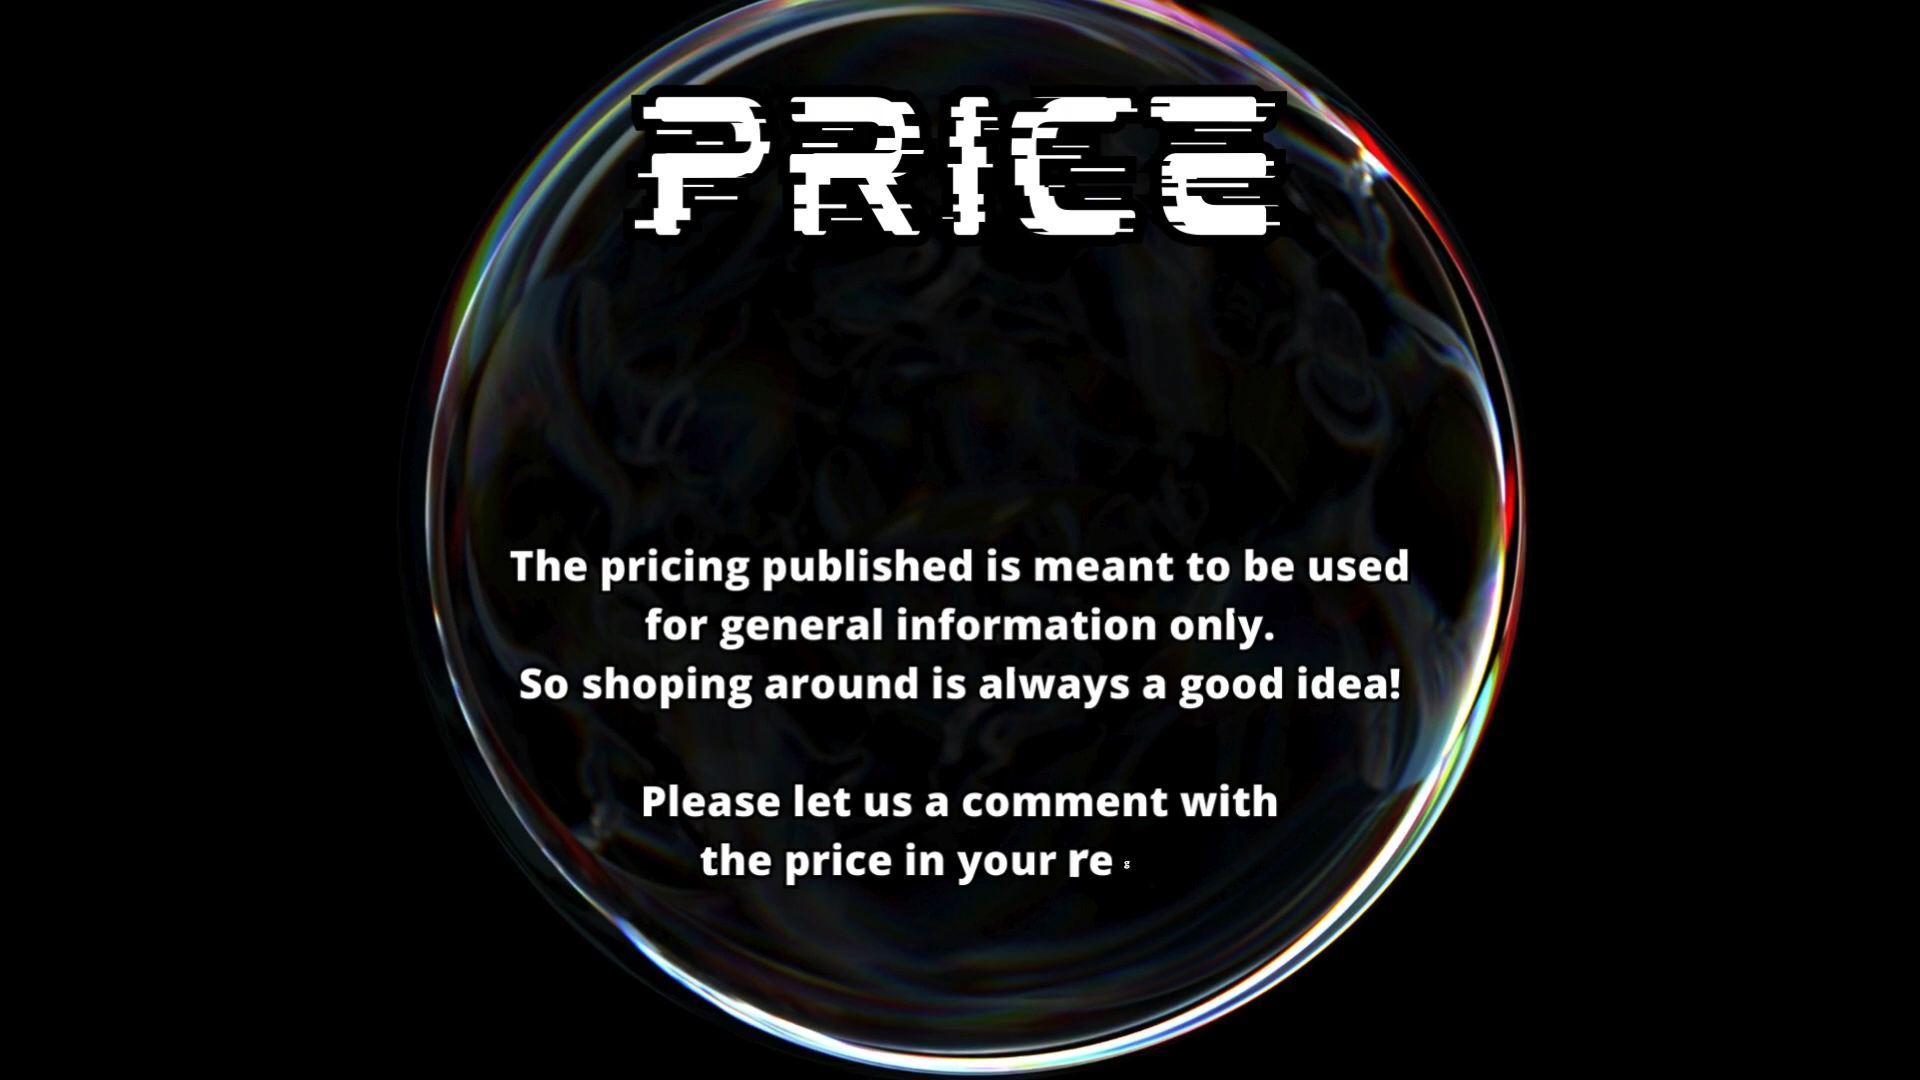 PRICE
The pricing published is meant to be used
for general information only.
So shoping around is always a good idea!
Please let us a comment with
the price in your reg